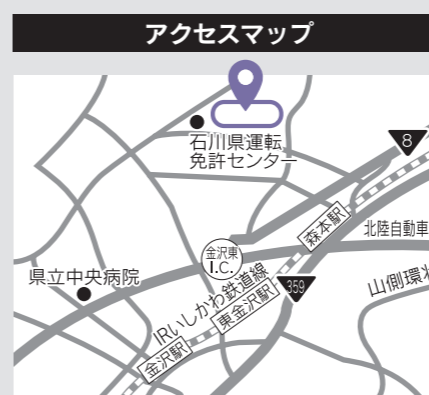 アクセスマップ
石川県運転
免許センター
8
森本駅
北陸自動車
金沢東
I.C.
県立中央病院
IRいしかわ鉄道線
東金沢駅
359
山側環状
金沢駅